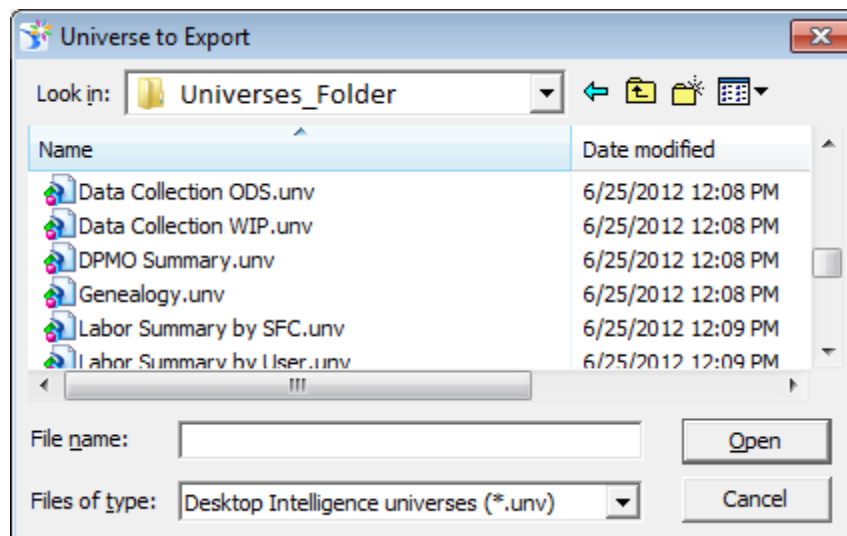 Universe to Export
Look in: Universes_Folder
Name Date modified
Data Collection ODS.unv 6/25/2012 12:08 PM
Data Collection WIP.unv 6/25/2012 12:08 PM
DPMO Summary.unv 6/25/2012 12:08 PM
Genealogy.unv 6/25/2012 12:08 PM
Labor Summary by SFC.unv 6/25/2012 12:09 PM
Labor Summary by User.unv 6/25/2012 12:09 PM
File name: Open
Files of type: Desktop Intelligence universes (*.unv) Cancel